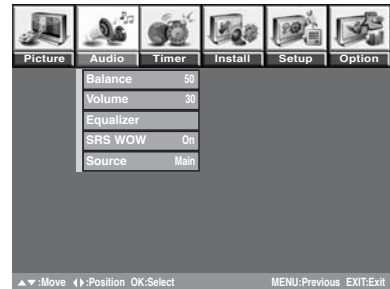 Picture Audio Timer Install Setup Option
Balance 50
Volume 30
Equalizer
SRS WOW On
Source Main
▲▼:Move ◀▶:Position OK:Select MENU:Previous EXIT:Exit